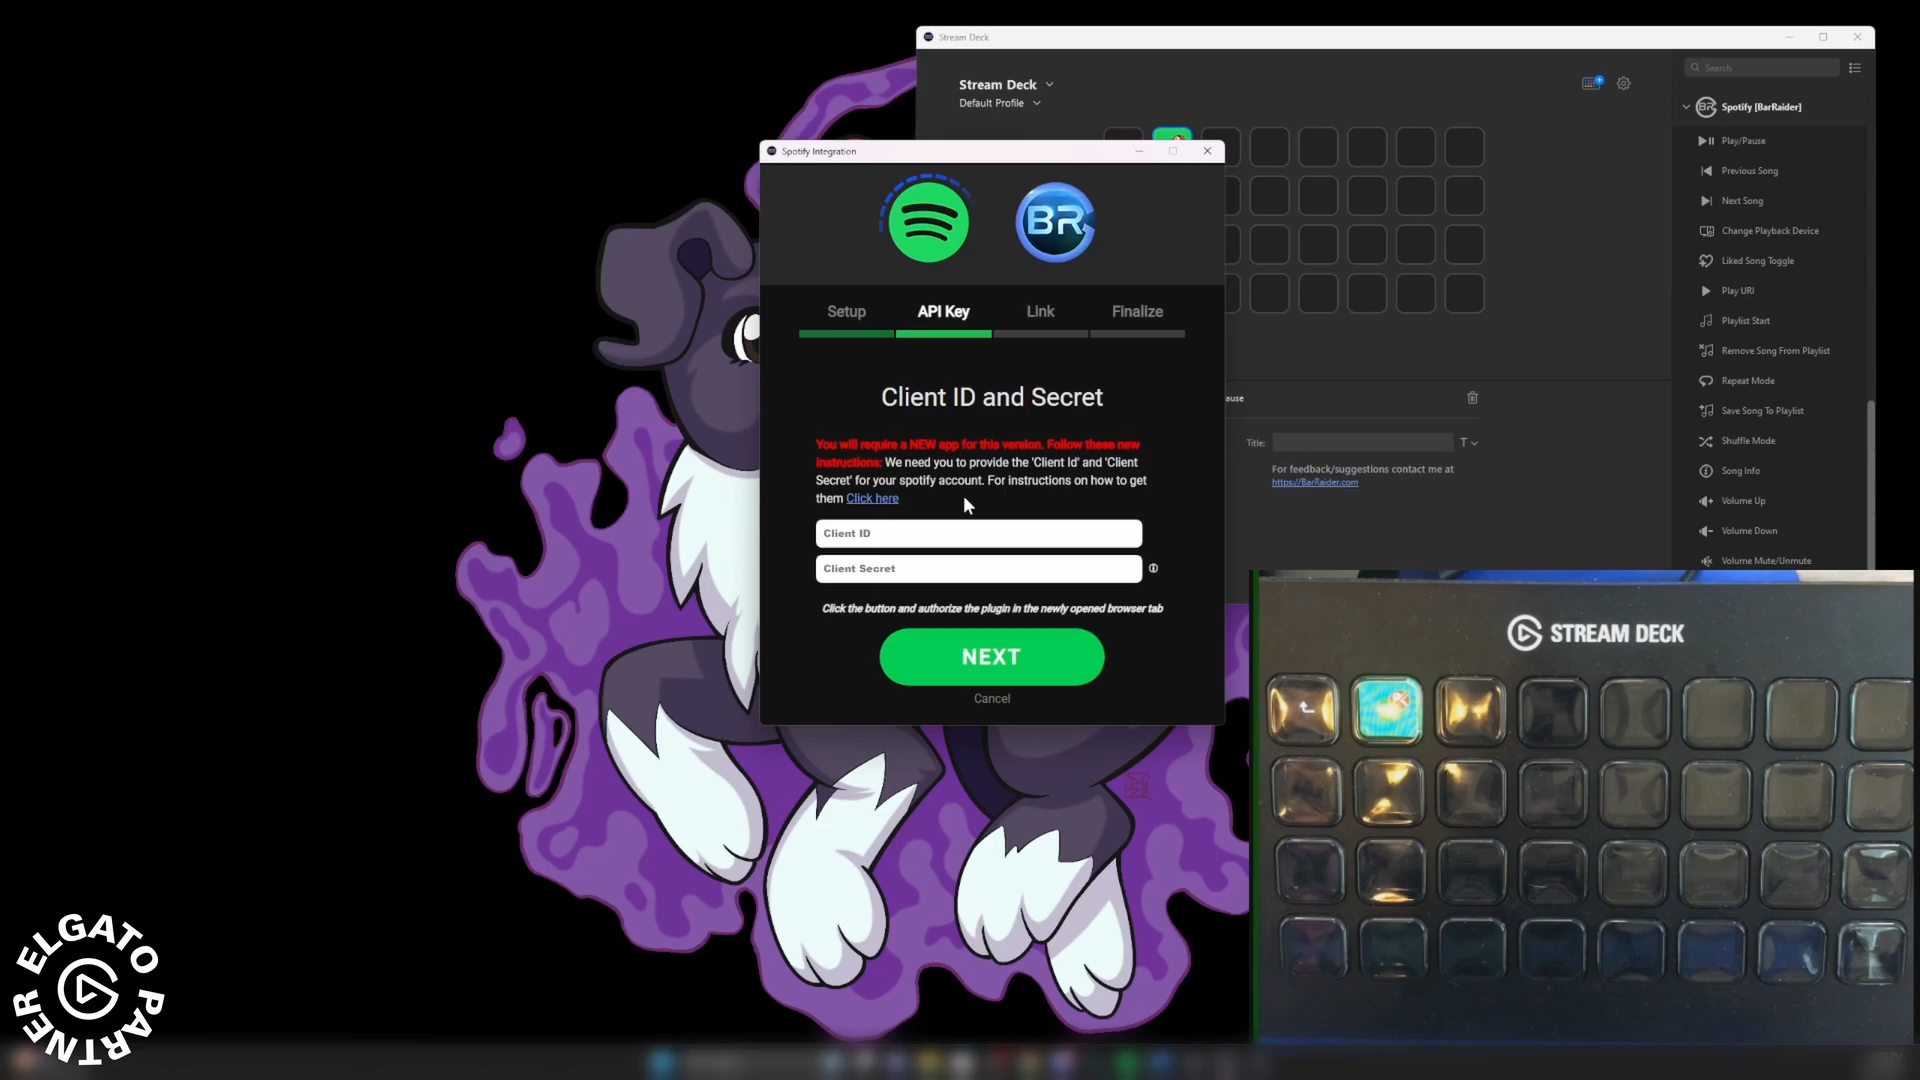 Stream Deck
Stream Deck
Default Profile
Search
Spotify [BarRaider]
Play/Pause
Previous Song
Next Song
Change Playback Device
Liked Song Toggle
Play URI
Playlist Start
Remove Song From Playlist
Repeat Mode
Save Song To Playlist
Shuffle Mode
Song Info
Volume Up
Volume Down
Volume Mute/Unmute
Spotify Integration
BR
Setup
API Key
Link
Finalize
Client ID and Secret
You will require a NEW app for this version. Follow these new
instructions: We need you to provide the 'Client Id' and 'Client
Secret' for your spotify account. For instructions on how to get
them Click here
Client ID
Client Secret
Click the button and authorize the plugin in the newly opened browser tab
NEXT
Cancel
ause
Title:
T
For feedback/suggestions contact me at
https://BarRaider.com
STREAM DECK
ELGATO PARTNER